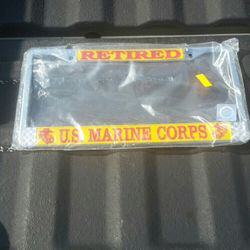 RETIRED
U.S. MARINE CORPS